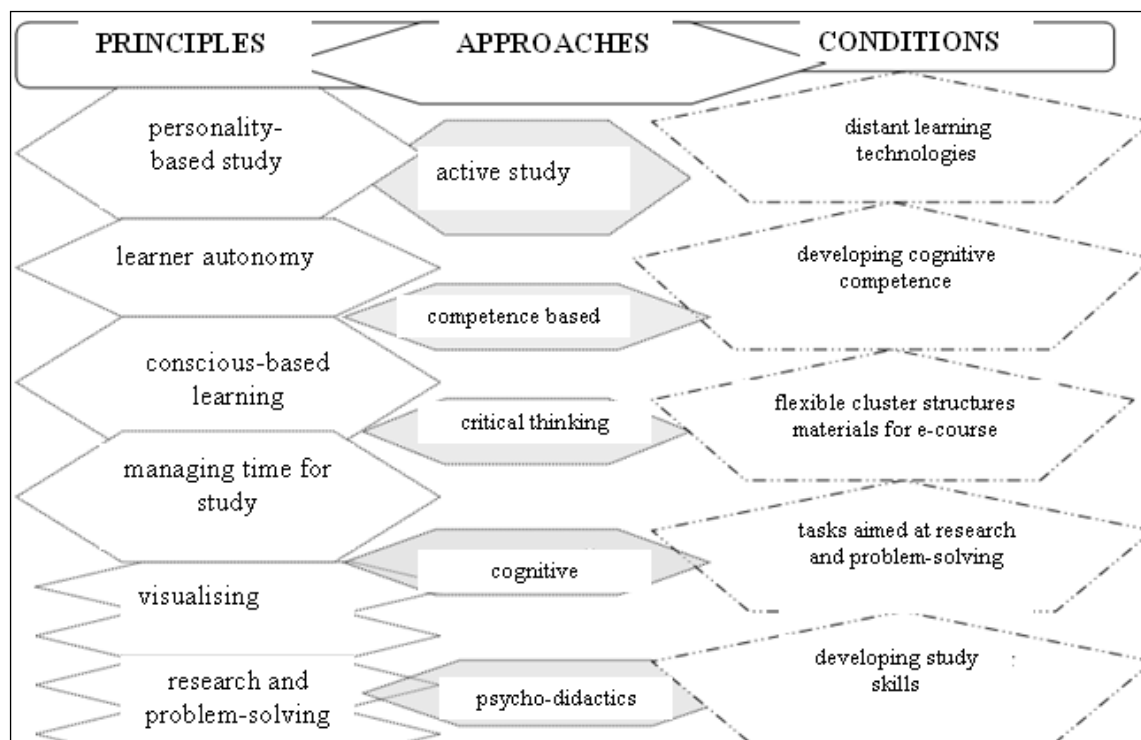 PRINCIPLES
APPROACHES
CONDITIONS
personality-
based study
learner autonomy
conscious-based
learning
managing time for
study
visualising
research and
problem-solving
active study
competence based
critical thinking
cognitive
psycho-didactics
distant learning
technologies
developing cognitive
competence
flexible cluster structures
materials for e-course
tasks aimed at research
and problem-solving
developing study
skills